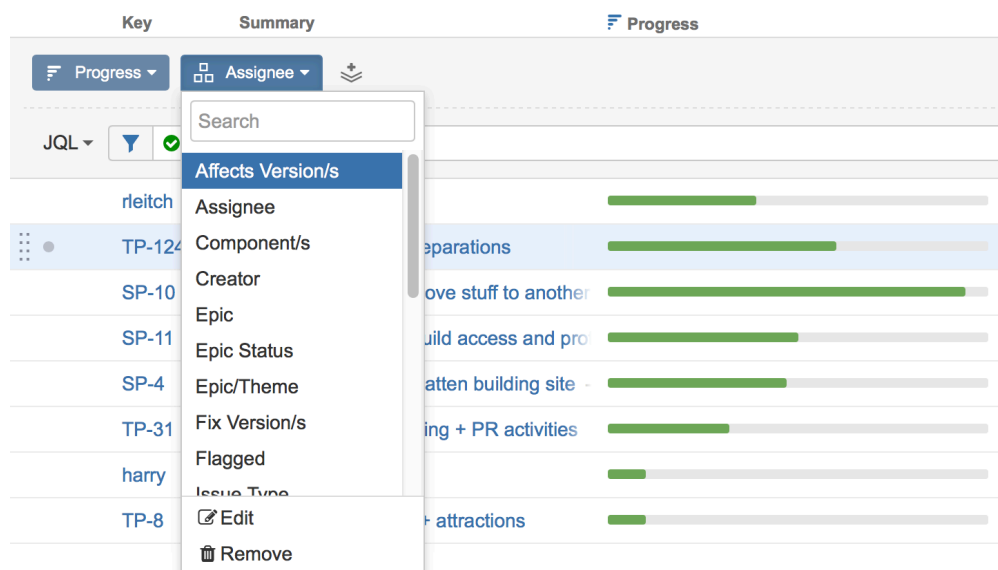 Key Summary Progress
Progress Assignee
Search
JQL
Affects Version/s
rleitch
Assignee
TP-124 eparations
Component/s
Creator
SP-10 ove stuff to another
Epic
SP-11 uild access and pro
Epic Status
SP-4 atten building site -
Epic/Theme
Fix Version/s
TP-31 ing + PR activities
Flagged
harry
Issue Type
TP-8 + attractions
Edit
Remove